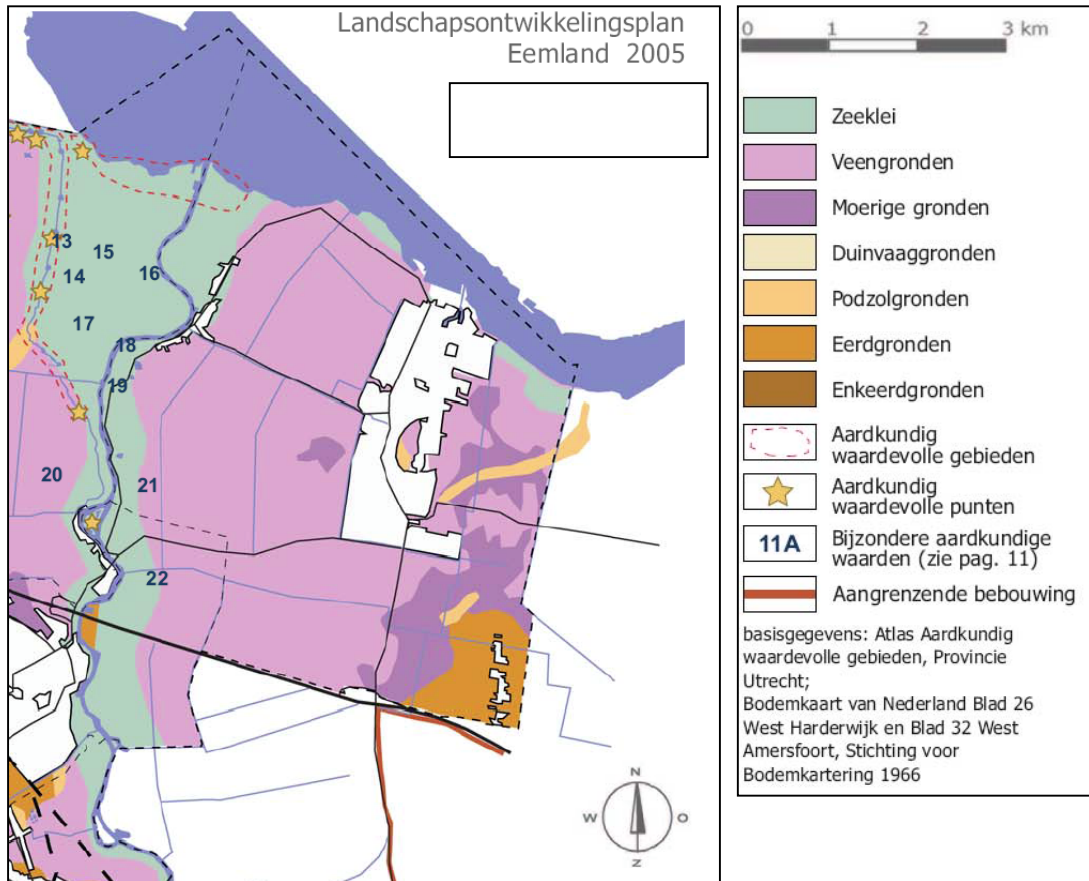 Landschapsontwikkelingsplan
Eemland 2005
13
15
14
16
17
18
19
20
21
22
N
W
O
Z
0 1 2 3 km
Zeeklei
Veengronden
Moerige gronden
Duinvaaggronden
Podzolgronden
Eerdgronden
Enkeerdgronden
Aardkundig
waardevolle gebieden
Aardkundig
waardevolle punten
11A Bijzondere aardkundige
waarden (zie pag. 11)
Aangrenzende bebouwing
basisgegevens: Atlas Aardkundig
waardevolle gebieden, Provincie
Utrecht;
Bodemkaart van Nederland Blad 26
West Harderwijk en Blad 32 West
Amersfoort, Stichting voor
Bodemkartering 1966